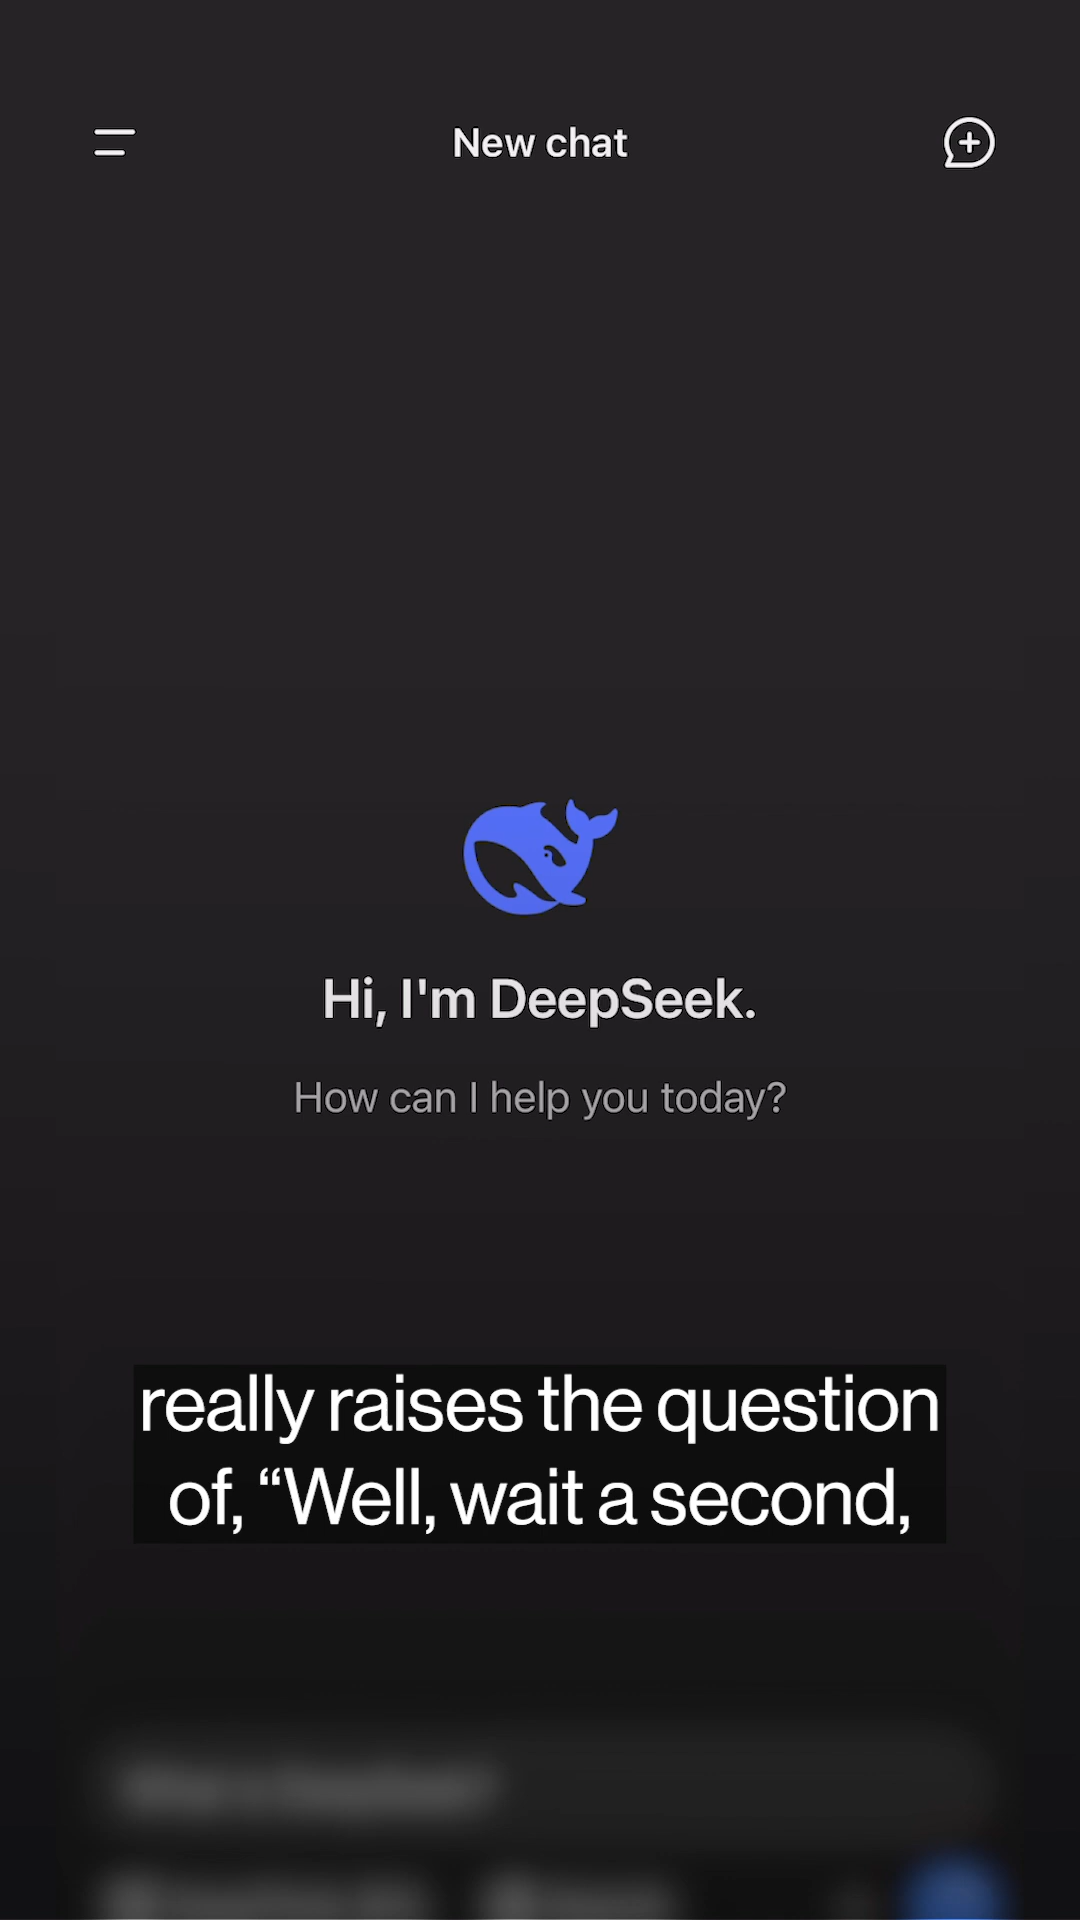 New chat
Hi, I'm DeepSeek.
How can I help you today?
really raises the question
of, “Well, wait a second,